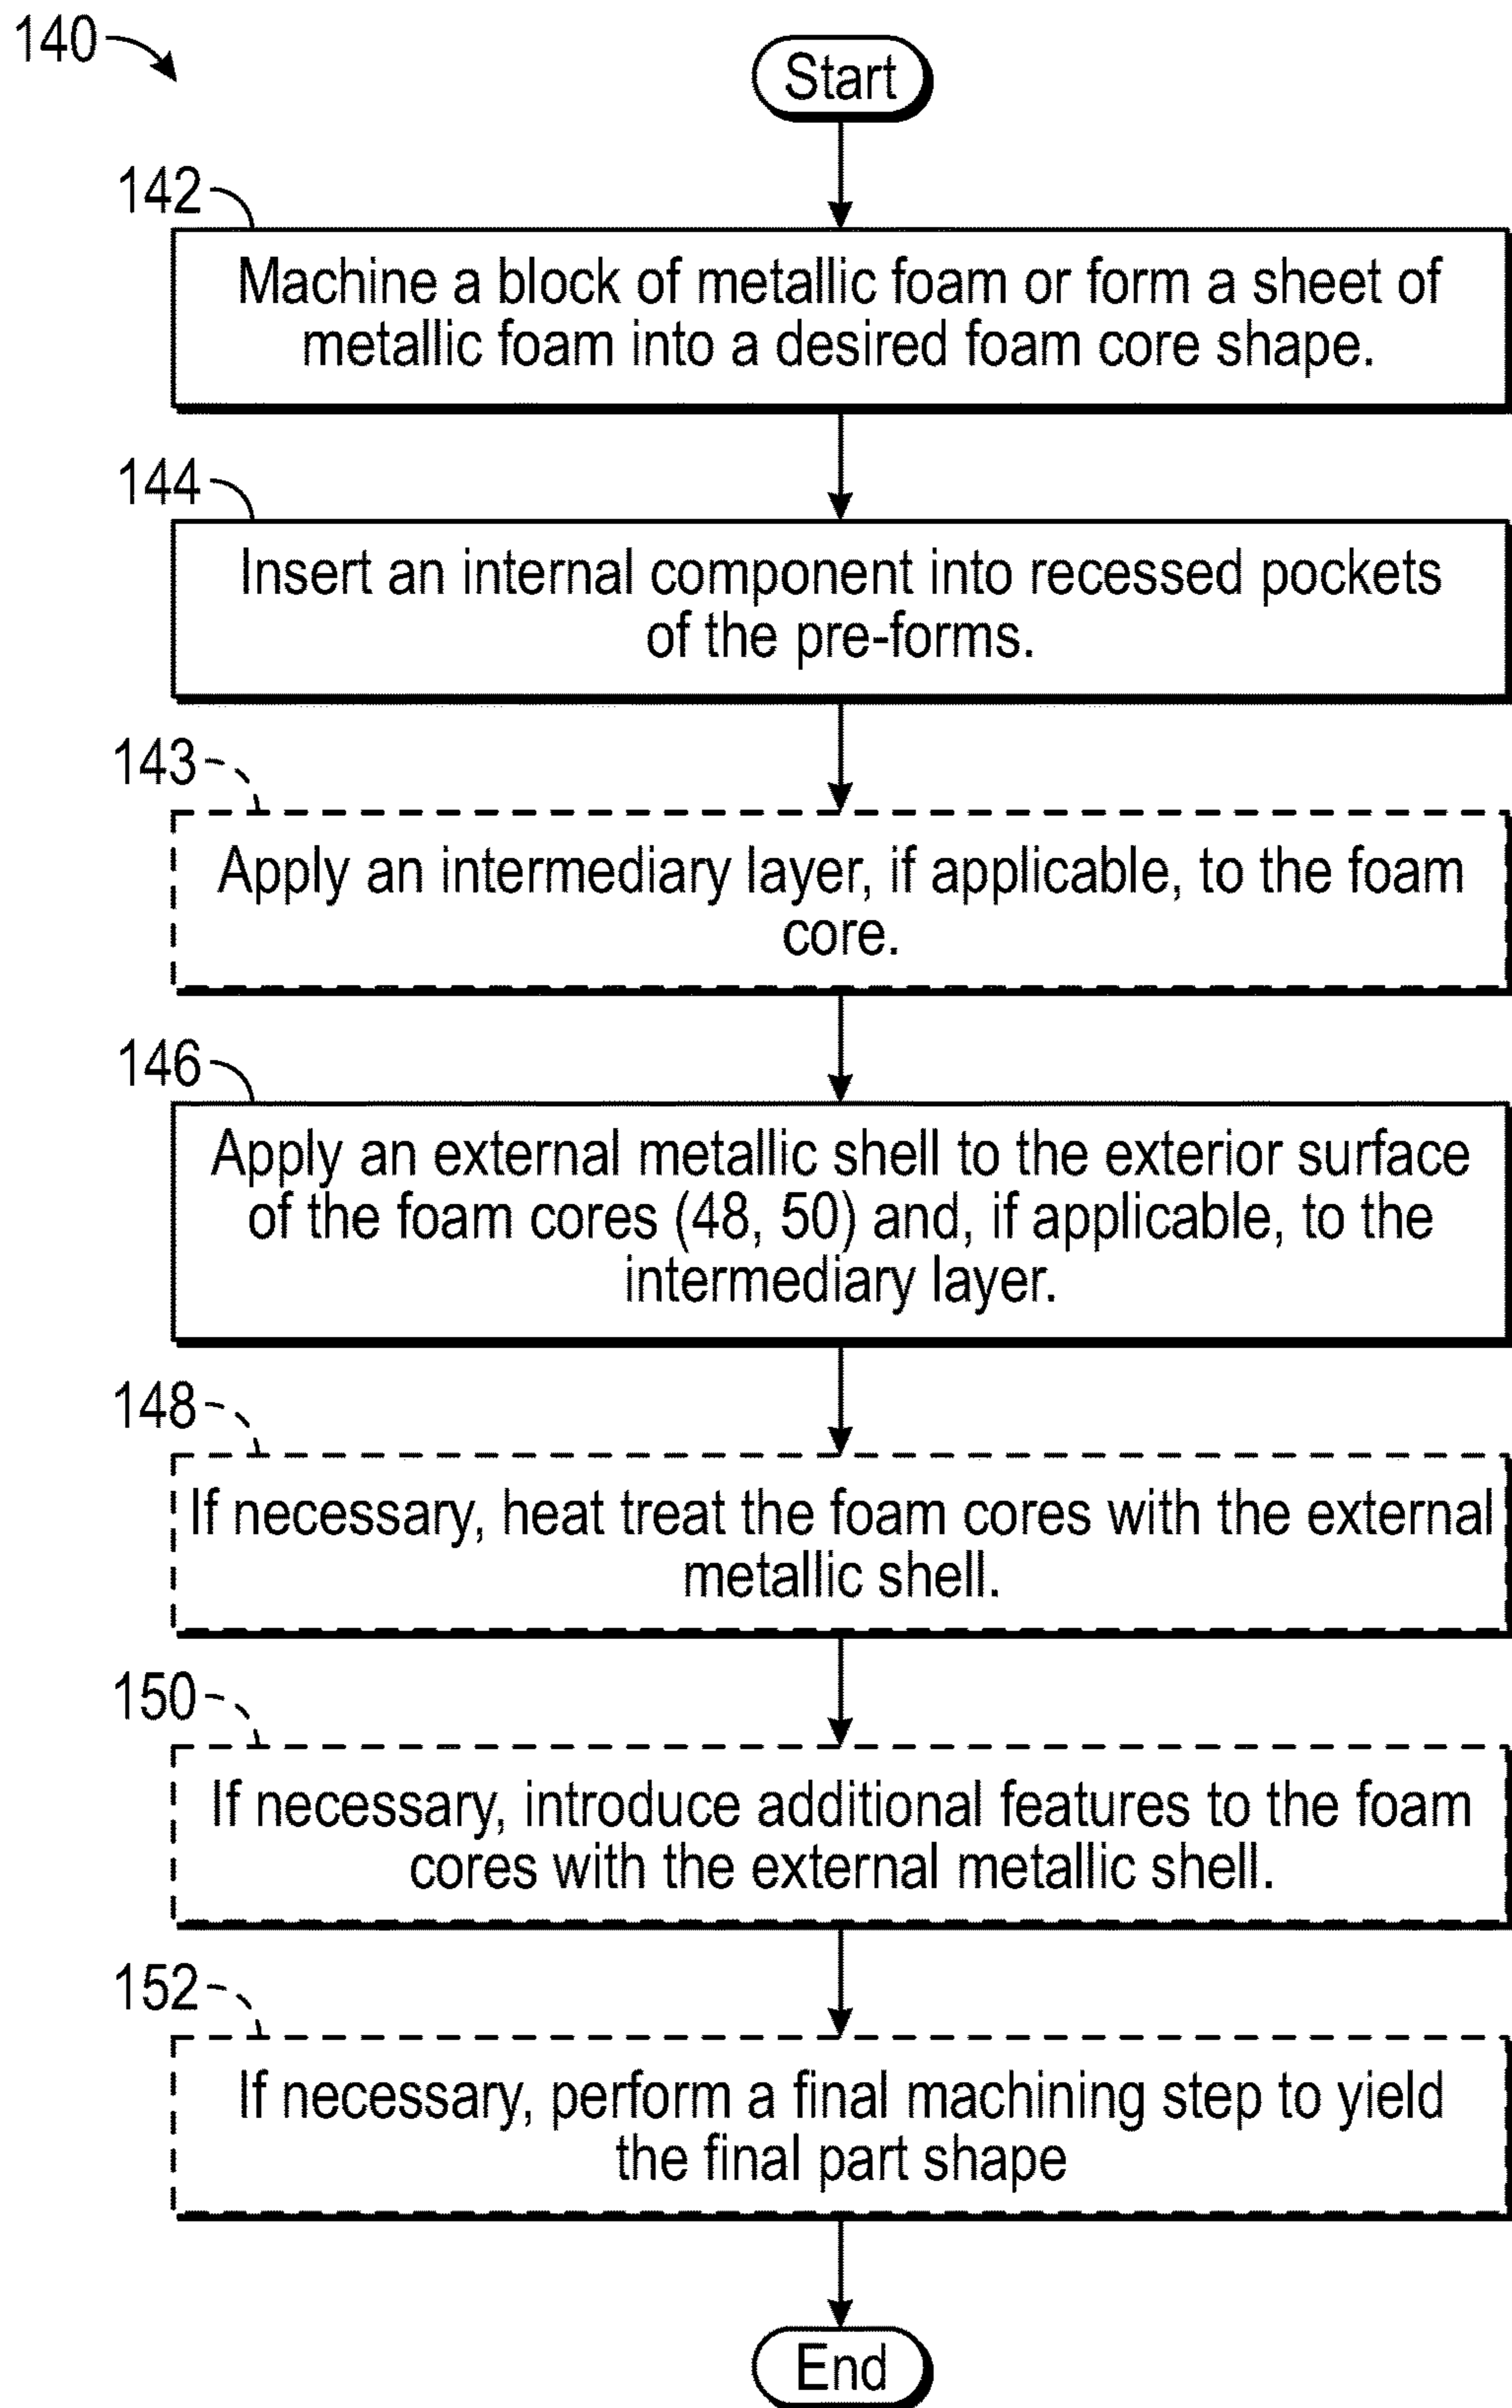 140
Start
142
Machine a block of metallic foam or form a sheet of
metallic foam into a desired foam core shape.
144
Insert an internal component into recessed pockets
of the pre-forms.
143
Apply an intermediary layer, if applicable, to the foam
core.
146
Apply an external metallic shell to the exterior surface
of the foam cores (48, 50) and, if applicable, to the
intermediary layer.
148
If necessary, heat treat the foam cores with the external
metallic shell.
150
If necessary, introduce additional features to the foam
cores with the external metallic shell.
152
If necessary, perform a final machining step to yield
the final part shape
End